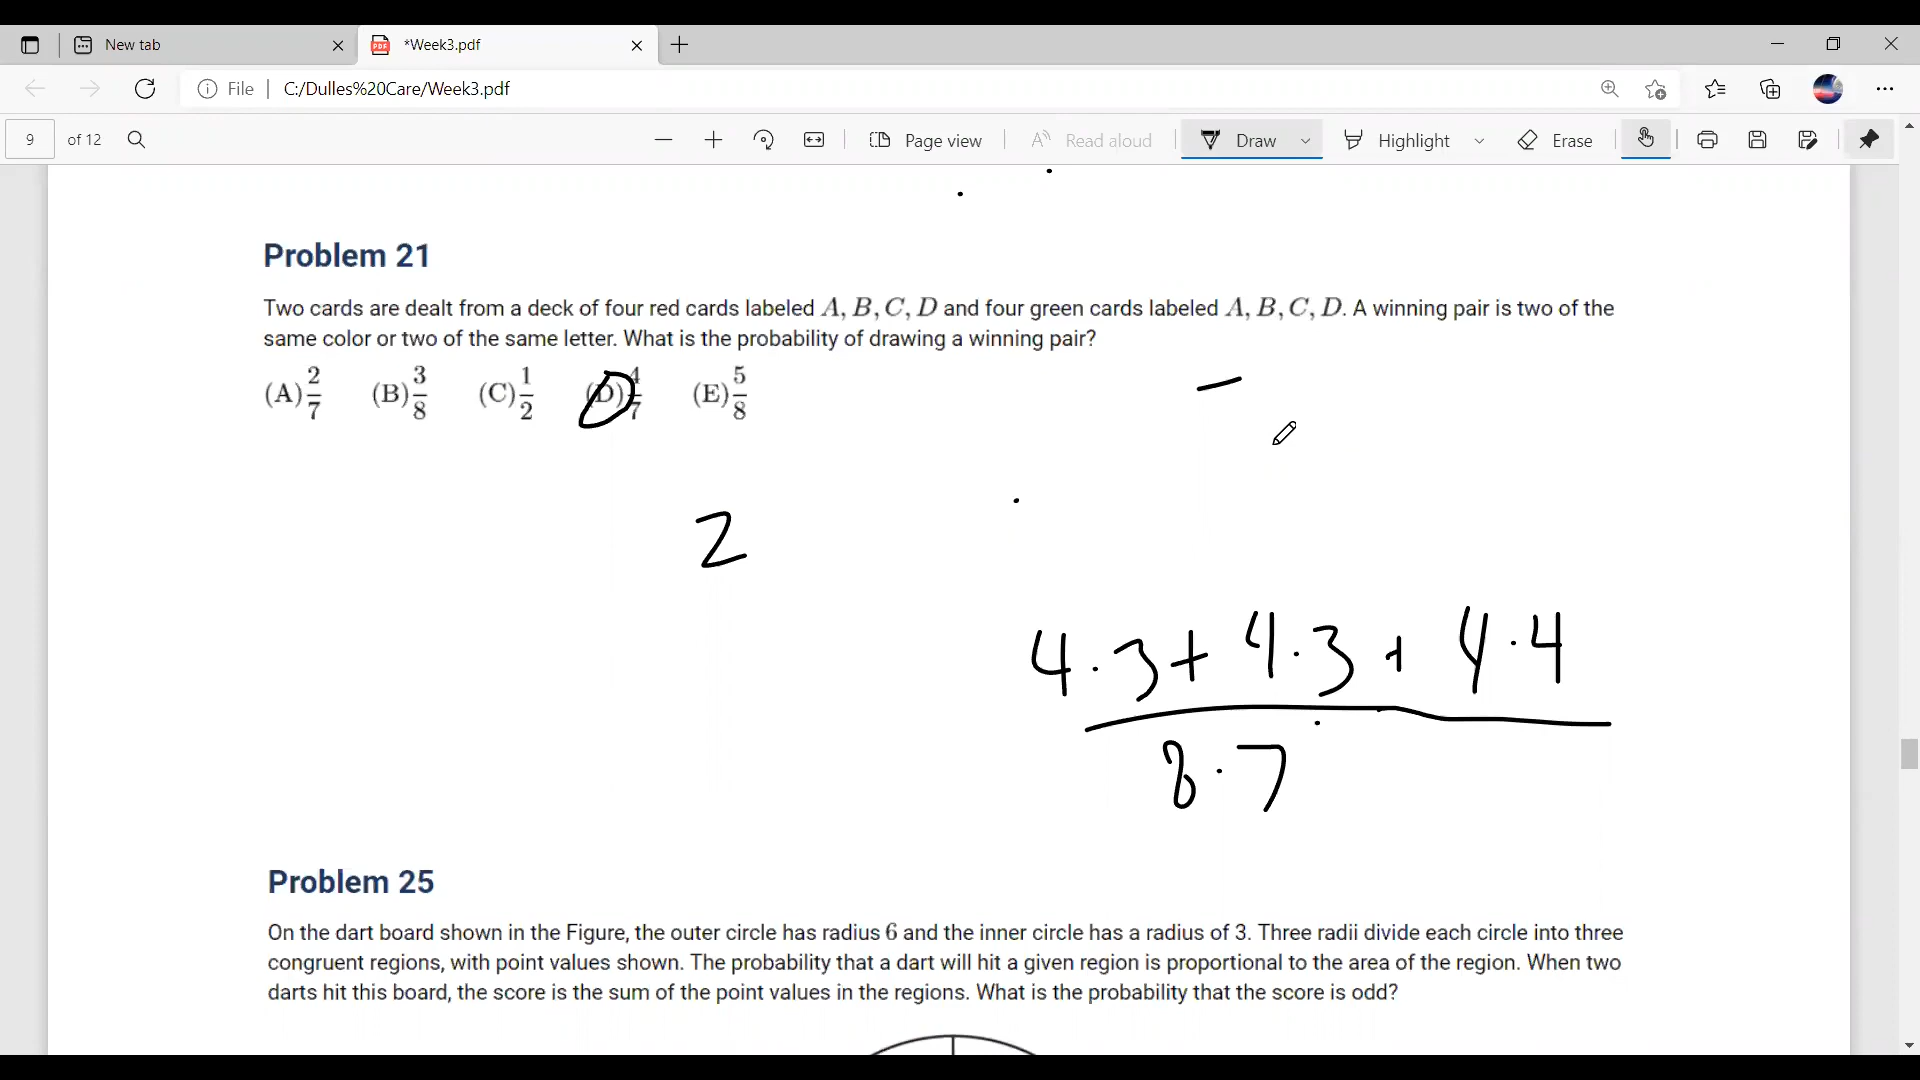 New tab
*Week3.pdf
File | C:/Dulles%20Care/Week3.pdf
9 of 12
Page view
Read aloud
Draw
Highlight
Erase
Problem 21
Two cards are dealt from a deck of four red cards labeled A, B, C, D and four green cards labeled A, B, C, D. A winning pair is two of the
same color or two of the same letter. What is the probability of drawing a winning pair?
(A) 2/7 (B) 3/8 (C) 1/2 (D) 4/7 (E) 5/8
2
4·3+4·3+4·4
8·7
Problem 25
On the dart board shown in the Figure, the outer circle has radius 6 and the inner circle has a radius of 3. Three radii divide each circle into three
congruent regions, with point values shown. The probability that a dart will hit a given region is proportional to the area of the region. When two
darts hit this board, the score is the sum of the point values in the regions. What is the probability that the score is odd?